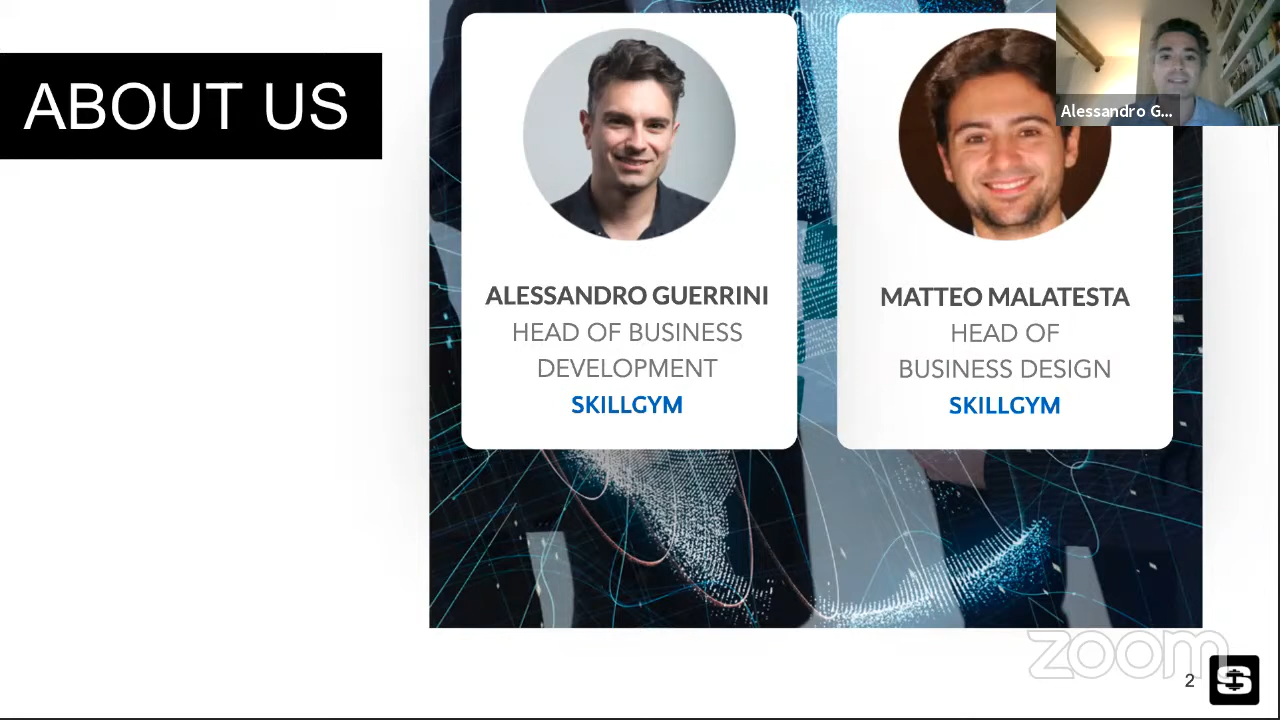 ABOUT US
Alessandro G...
ALESSANDRO GUERRINI
HEAD OF BUSINESS
DEVELOPMENT
SKILLGYM
MATTEO MALATESTA
HEAD OF
BUSINESS DESIGN
SKILLGYM
zoom
2
S